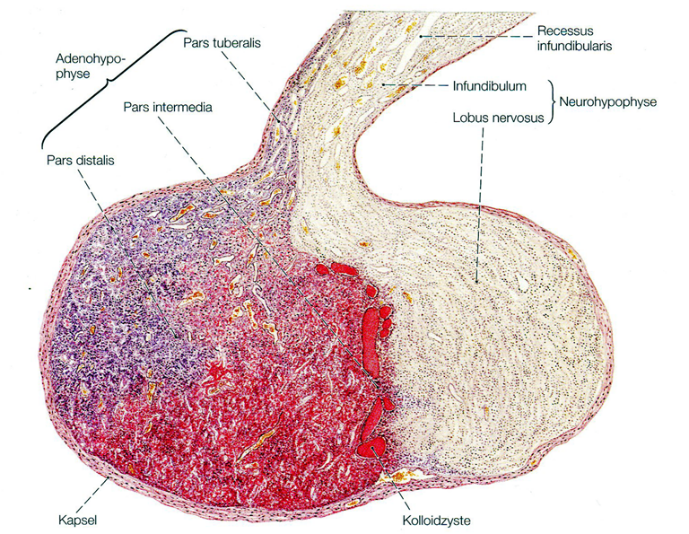 Recessus
infundibularis
Pars tuberalis
Adenohypo-
physe
Infundibulum
Neurohypophyse
Pars intermedia
Lobus nervosus
Pars distalis
Kapsel
Kolloidzyste